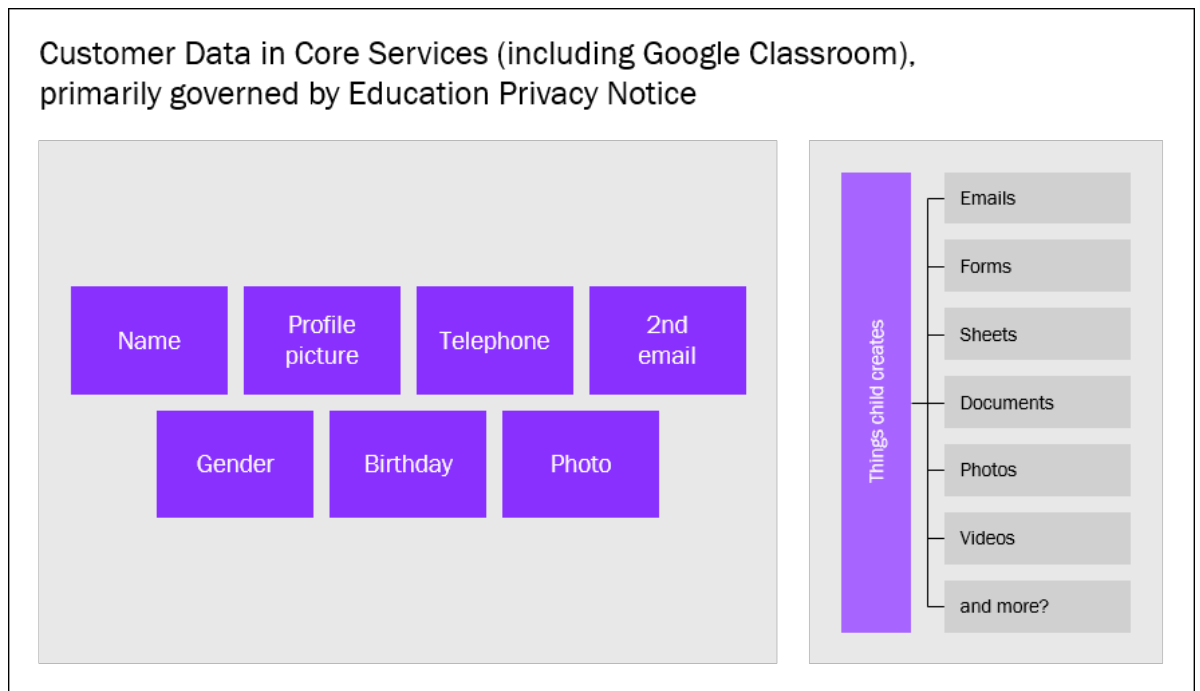 Customer Data in Core Services (including Google Classroom),
primarily governed by Education Privacy Notice
Name
Profile
picture
Telephone
2nd
email
Gender
Birthday
Photo
Things child creates
Emails
Forms
Sheets
Documents
Photos
Videos
and more?